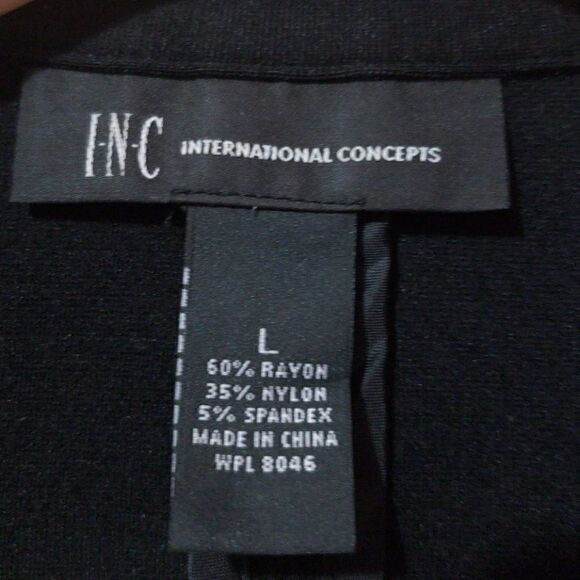 I·N·C INTERNATIONAL CONCEPTS
L
60% RAYON
35% NYLON
5% SPANDEX
MADE IN CHINA
WPL 8046